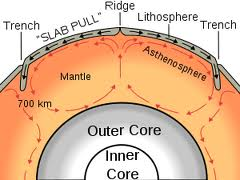 Ridge
Trench
"SLAB PULL"
Lithosphere
Trench
Asthenosphere
Mantle
700 km
Outer Core
Inner
Core